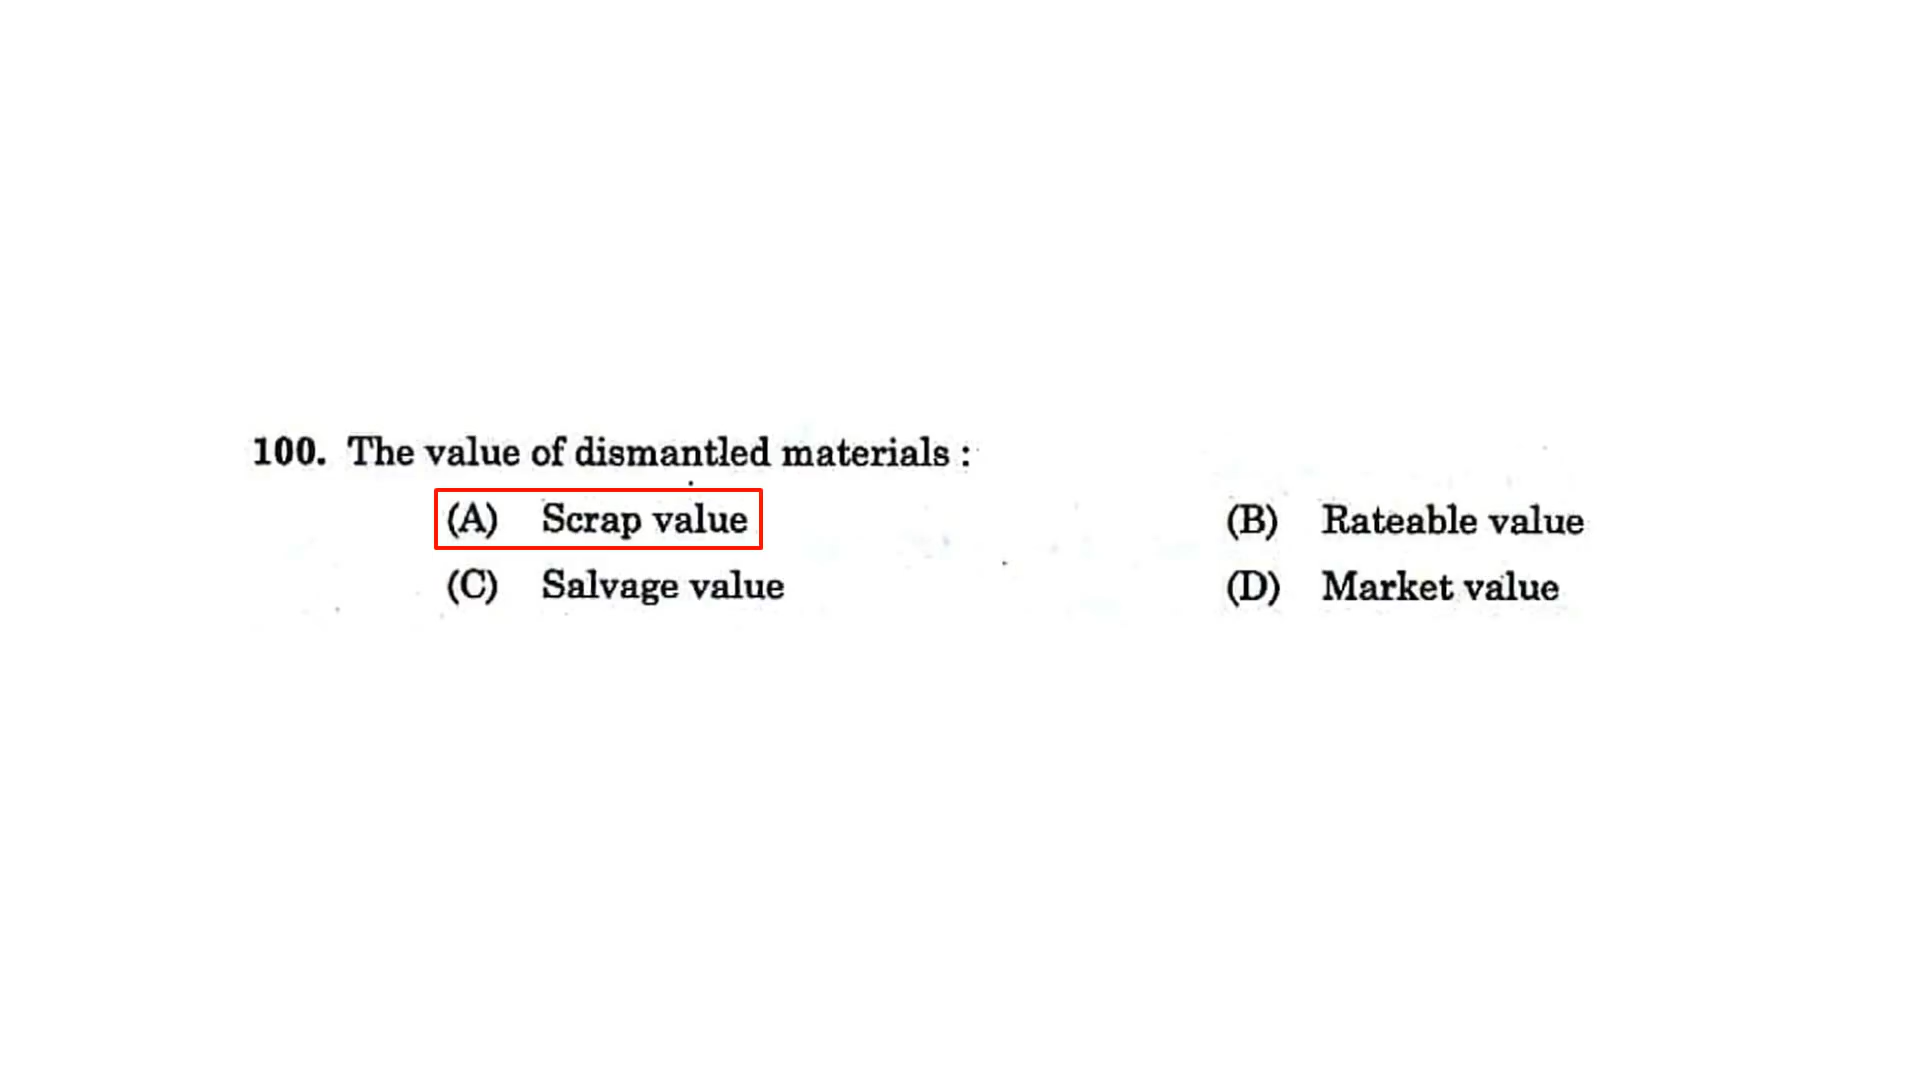 100. The value of dismantled materials :
(A) Scrap value (B) Rateable value
(C) Salvage value (D) Market value